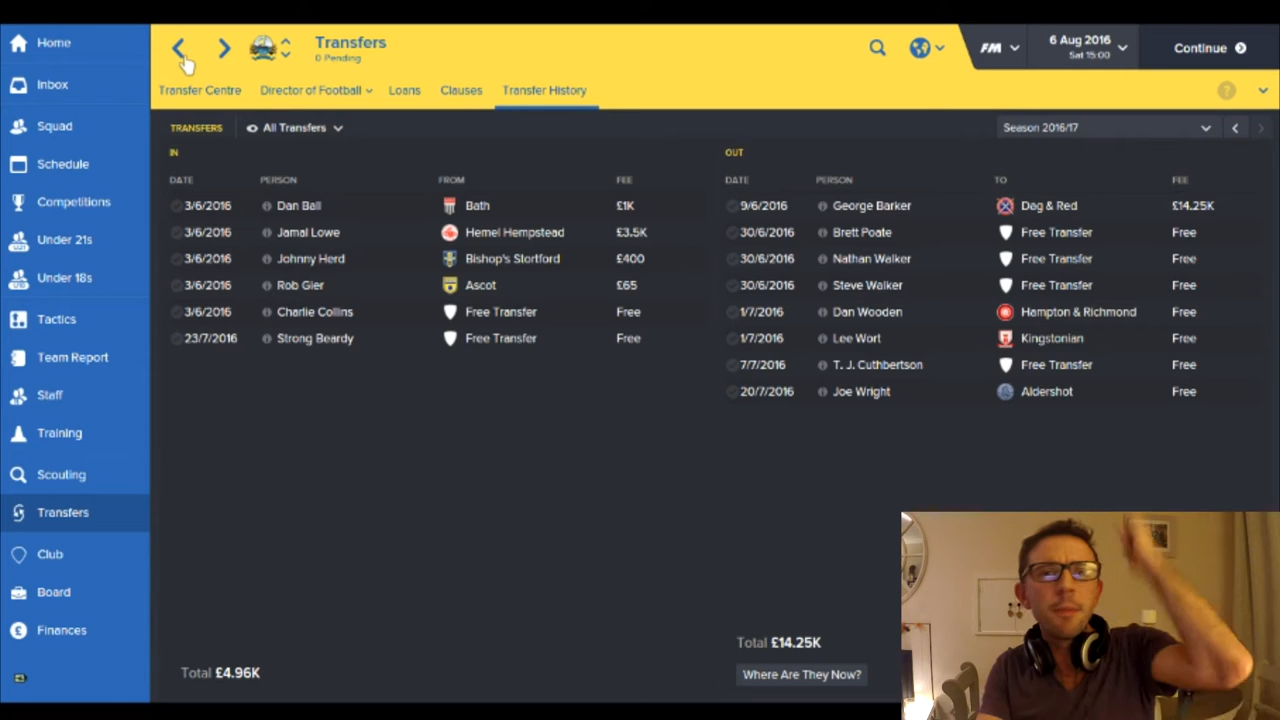 Home
Inbox
Squad
Schedule
Competitions
Under 21s
Under 18s
Tactics
Team Report
Staff
Training
Scouting
Transfers
Club
Board
Finances
Transfers
0 Pending
FM
6 Aug 2016
Sat 15:00
Continue
Transfer Centre Director of Football Loans Clauses Transfer History
?
TRANSFERS All Transfers Season 2016/17
IN
DATE PERSON FROM FEE
3/6/2016 Dan Ball Bath £1K
3/6/2016 Jamal Lowe Hemel Hempstead £3.5K
3/6/2016 Johnny Herd Bishop's Stortford £400
3/6/2016 Rob Gier Ascot £65
3/6/2016 Charlie Collins Free Transfer Free
23/7/2016 Strong Beardy Free Transfer Free
Total £4.96K
OUT
DATE PERSON TO FEE
9/6/2016 George Barker Dag & Red £14.25K
30/6/2016 Brett Poate Free Transfer Free
30/6/2016 Nathan Walker Free Transfer Free
30/6/2016 Steve Walker Free Transfer Free
1/7/2016 Dan Wooden Hampton & Richmond Free
1/7/2016 Lee Wort Kingstonian Free
7/7/2016 T. J. Cuthbertson Free Transfer Free
20/7/2016 Joe Wright Aldershot Free
Total £14.25K
Where Are They Now?